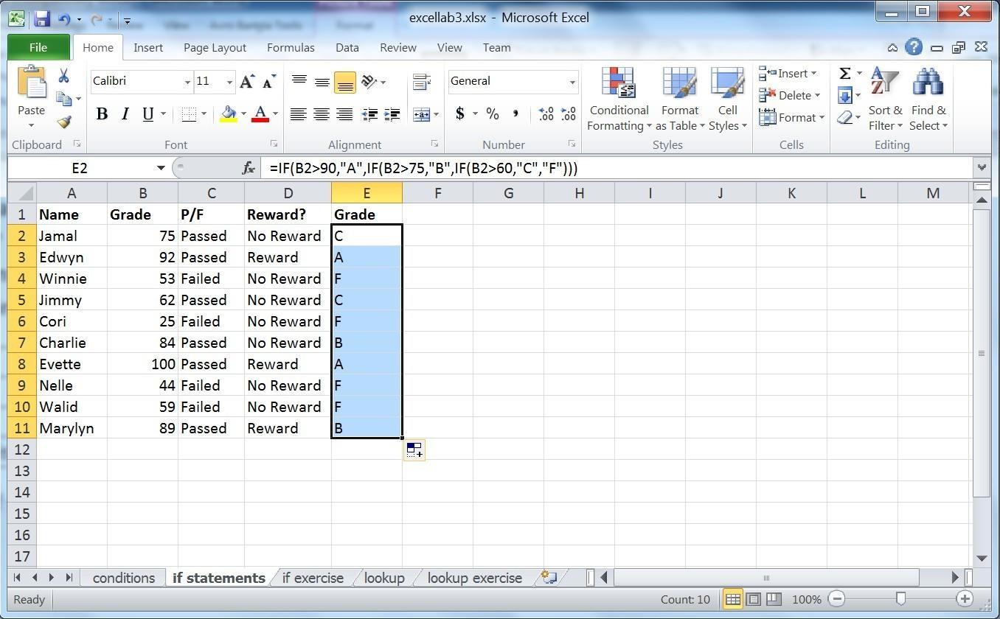 excellab3.xlsx - Microsoft Excel
File Home Insert Page Layout Formulas Data Review View Team
Calibri 11 General
Insert
Delete
Format
Paste B I U A A A $ % , .00 .0 Σ
Conditional Formatting Format as Table Cell Styles
Sort & Filter Find & Select
Clipboard Font Alignment Number Styles Cells Editing
E2 fx =IF(B2>90,"A",IF(B2>75,"B",IF(B2>60,"C","F")))
A B C D E F G H I J K L M
1 Name Grade P/F Reward? Grade
2 Jamal 75 Passed No Reward C
3 Edwyn 92 Passed Reward A
4 Winnie 53 Failed No Reward F
5 Jimmy 62 Passed No Reward C
6 Cori 25 Failed No Reward F
7 Charlie 84 Passed No Reward B
8 Evette 100 Passed Reward A
9 Nelle 44 Failed No Reward F
10 Walid 59 Failed No Reward F
11 Marylyn 89 Passed Reward B
12
13
14
15
16
17
conditions if statements if exercise lookup lookup exercise
Ready Count: 10 100%